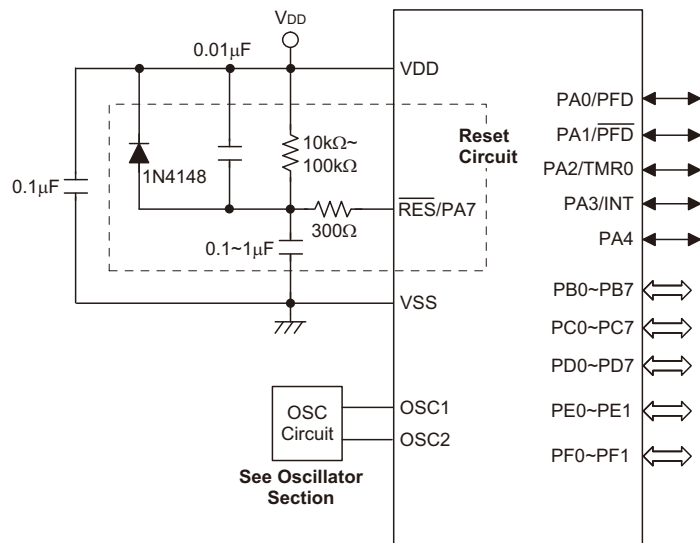 VDD
0.01μF
VDD
PA0/PFD
10kΩ~
100kΩ
Reset
Circuit
PA1/P̅F̅D̅
1N4148
PA2/TMR0
0.1μF
R̅E̅S̅/PA7
PA3/INT
300Ω
0.1~1μF
PA4
VSS
PB0~PB7
PC0~PC7
PD0~PD7
OSC
Circuit
OSC1
OSC2
PE0~PE1
PF0~PF1
See Oscillator
Section